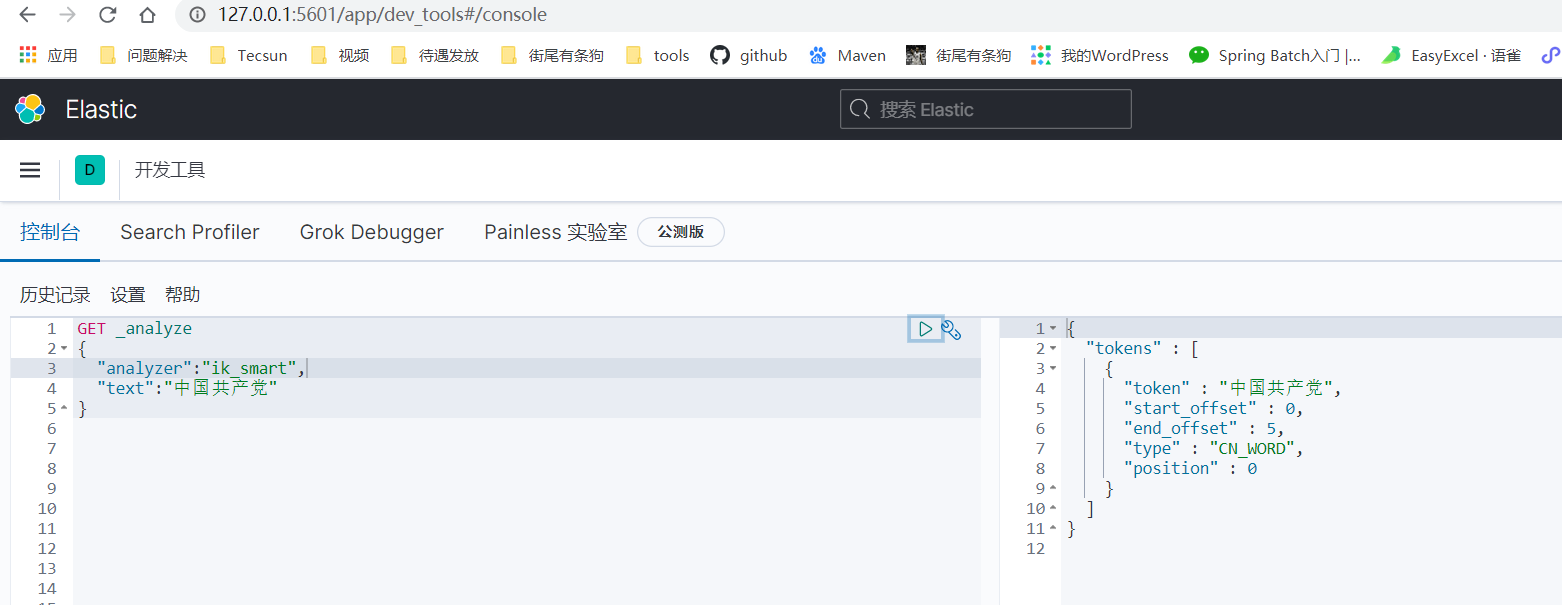 127.0.0.1:5601/app/dev_tools#/console
应用 问题解决 Tecsun 视频 待遇发放 街尾有条狗 tools github Maven 街尾有条狗 我的WordPress Spring Batch入门 |... EasyExcel · 语雀
Elastic 搜索 Elastic
D 开发工具
控制台 Search Profiler Grok Debugger Painless 实验室 公测版
历史记录 设置 帮助
1 GET _analyze
2 {
3 "analyzer":"ik_smart",
4 "text":"中国共产党"
5 }
6
7
8
9
10
11
12
13
14
1 {
2 "tokens" : [
3 {
4 "token" : "中国共产党",
5 "start_offset" : 0,
6 "end_offset" : 5,
7 "type" : "CN_WORD",
8 "position" : 0
9 }
10 ]
11 }
12